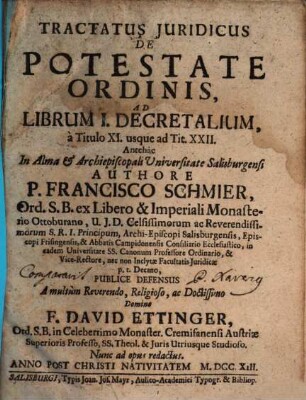 TRACTATUS JURIDICUS
DE
POTESTATE
ORDINIS,
AD
LIBRUM I. DECRETALIUM,
à Titulo XI. usque ad Tit. XXII.
Antehac
In Alma & Archiepiscopali Universitate Salisburgensi
AUTHORE
P. FRANCISCO SCHMIER,
Ord. S. B. ex Libero & Imperiali Monaste-
rio Ottoburano, U. J. D. Celsissimorum ac Reverendissi-
morum S. R. I. Principum, Archi-Episcopi Salisburgensis, Epis-
copi Frisingensis, & Abbatis Campidonensis Consiliario Ecclesiastico, in
eadem Universitate SS. Canonum Professore Ordinario, &
Vice-Rectore, nec non Inclytæ Facultatis Juridicæ
p. t. Decano,
PUBLICE DEFENSUS
A multùm Reverendo, Religioso, ac Doctissimo
Domino
F. DAVID ETTINGER,
Ord. S. B. in Celeberrimo Monaster. Cremifanensi Austriæ
Superioris Professo, SS. Theol. & Juris Utriusque Studioso.
Nunc ad opus redactus.
ANNO POST CHRISTI NATIVITATEM M. DCC. XIII.
SALISBURGI, Typis Joan. Jos. Mayr, Aulico-Academici Typogr. & Bibliop.